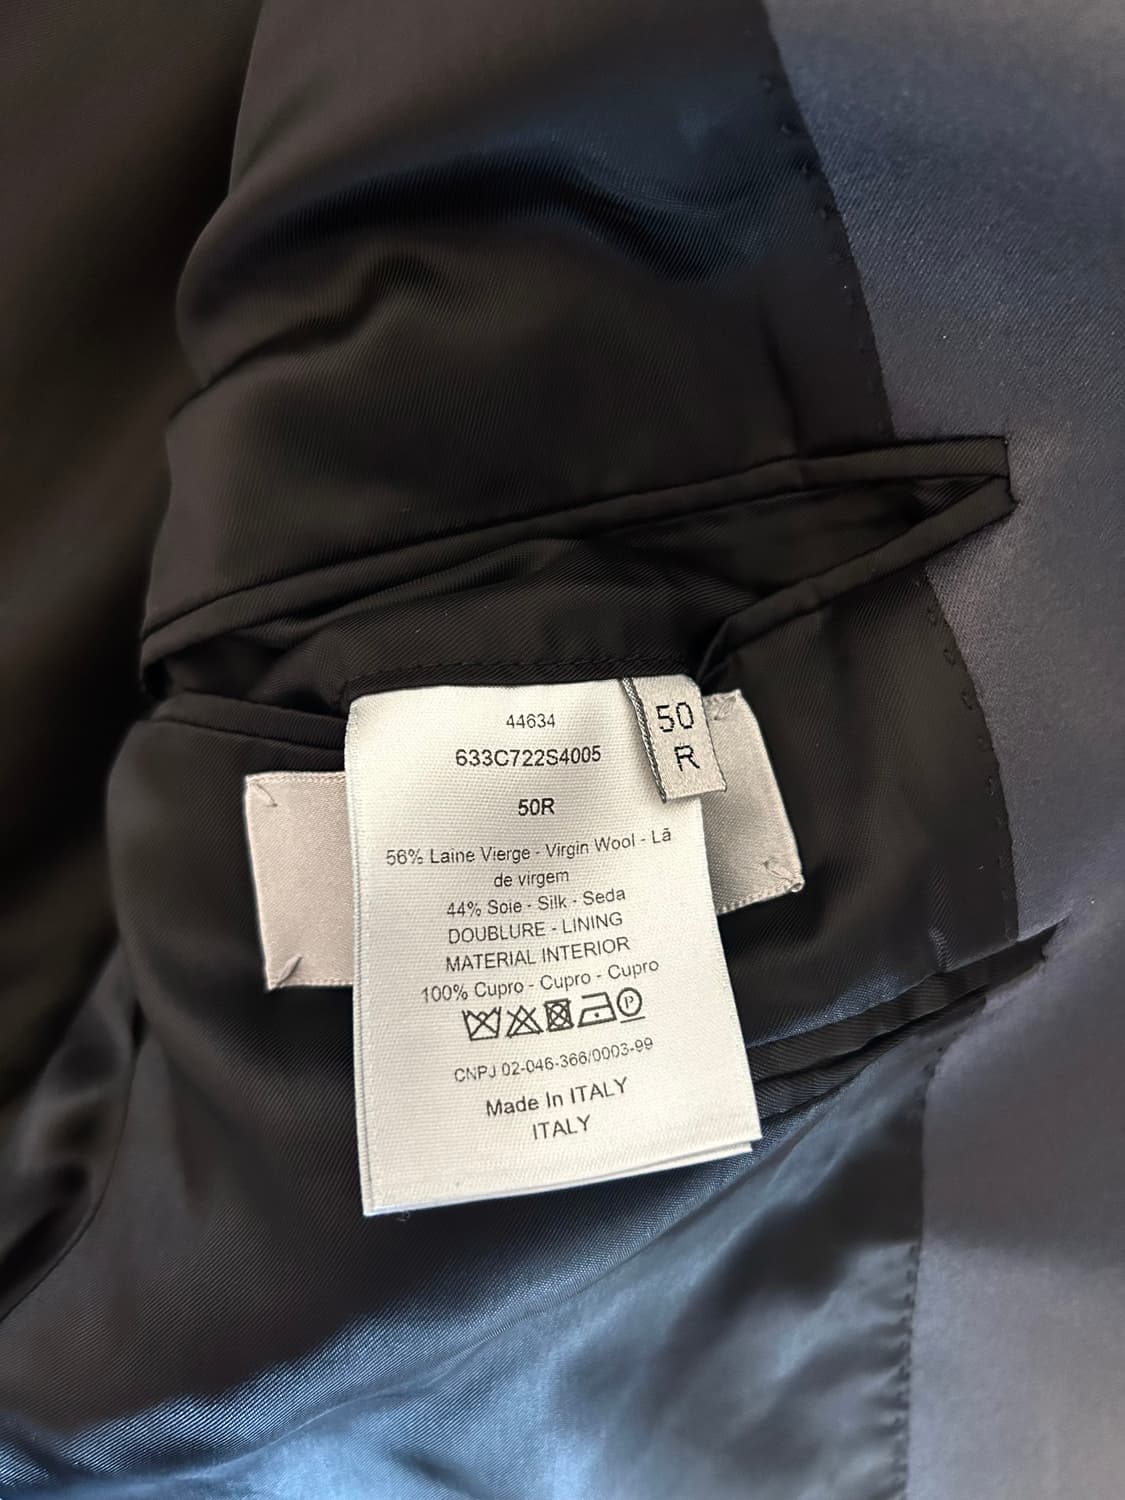 44634
633C722S4005
50R
50
R
56% Laine Vierge - Virgin Wool - Lã
de virgem
44% Soie - Silk - Seda
DOUBLURE - LINING
MATERIAL INTERIOR
100% Cupro - Cupro - Cupro
P
CNPJ 02-046-366/0003-99
Made In ITALY
ITALY